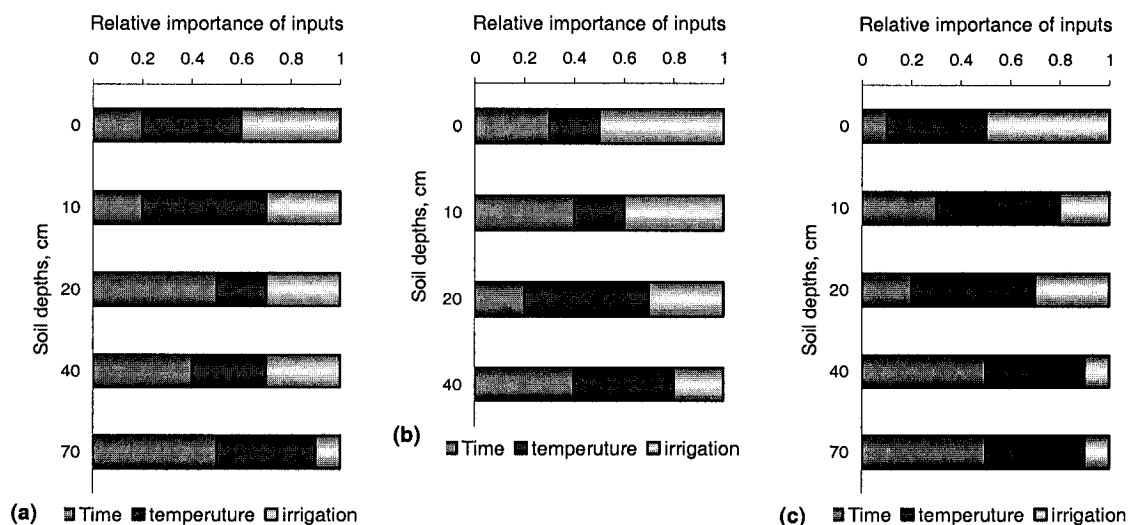 Relative importance of inputs
0 0.2 0.4 0.6 0.8 1
Soil depths, cm
0
10
20
40
70
(a) Time temperuture irrigation
Relative importance of inputs
0 0.2 0.4 0.6 0.8 1
Soil depths, cm
0
10
20
40
(b) Time temperuture irrigation
Relative importance of inputs
0 0.2 0.4 0.6 0.8 1
Soil depths, cm
0
10
20
40
70
(c) Time temperuture irrigation